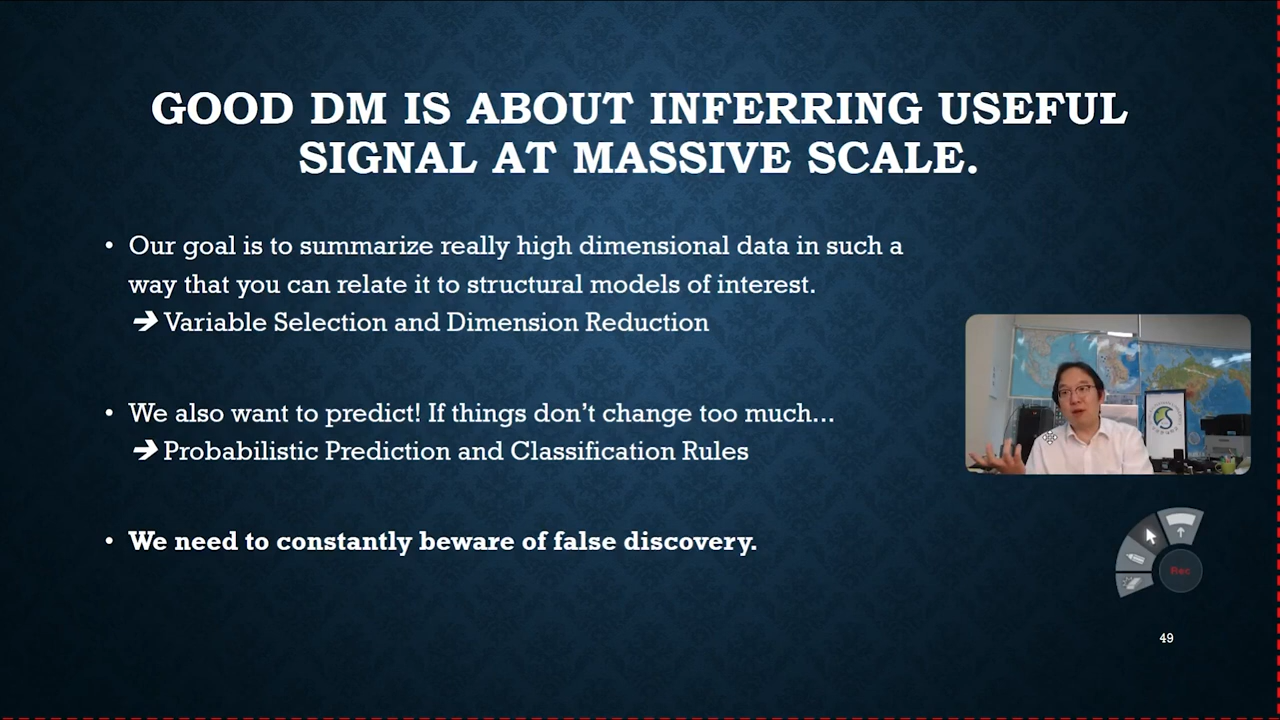 GOOD DM IS ABOUT INFERRING USEFUL
SIGNAL AT MASSIVE SCALE.
• Our goal is to summarize really high dimensional data in such a
way that you can relate it to structural models of interest.
➔ Variable Selection and Dimension Reduction
• We also want to predict! If things don’t change too much...
➔ Probabilistic Prediction and Classification Rules
• We need to constantly beware of false discovery.
Rec
49